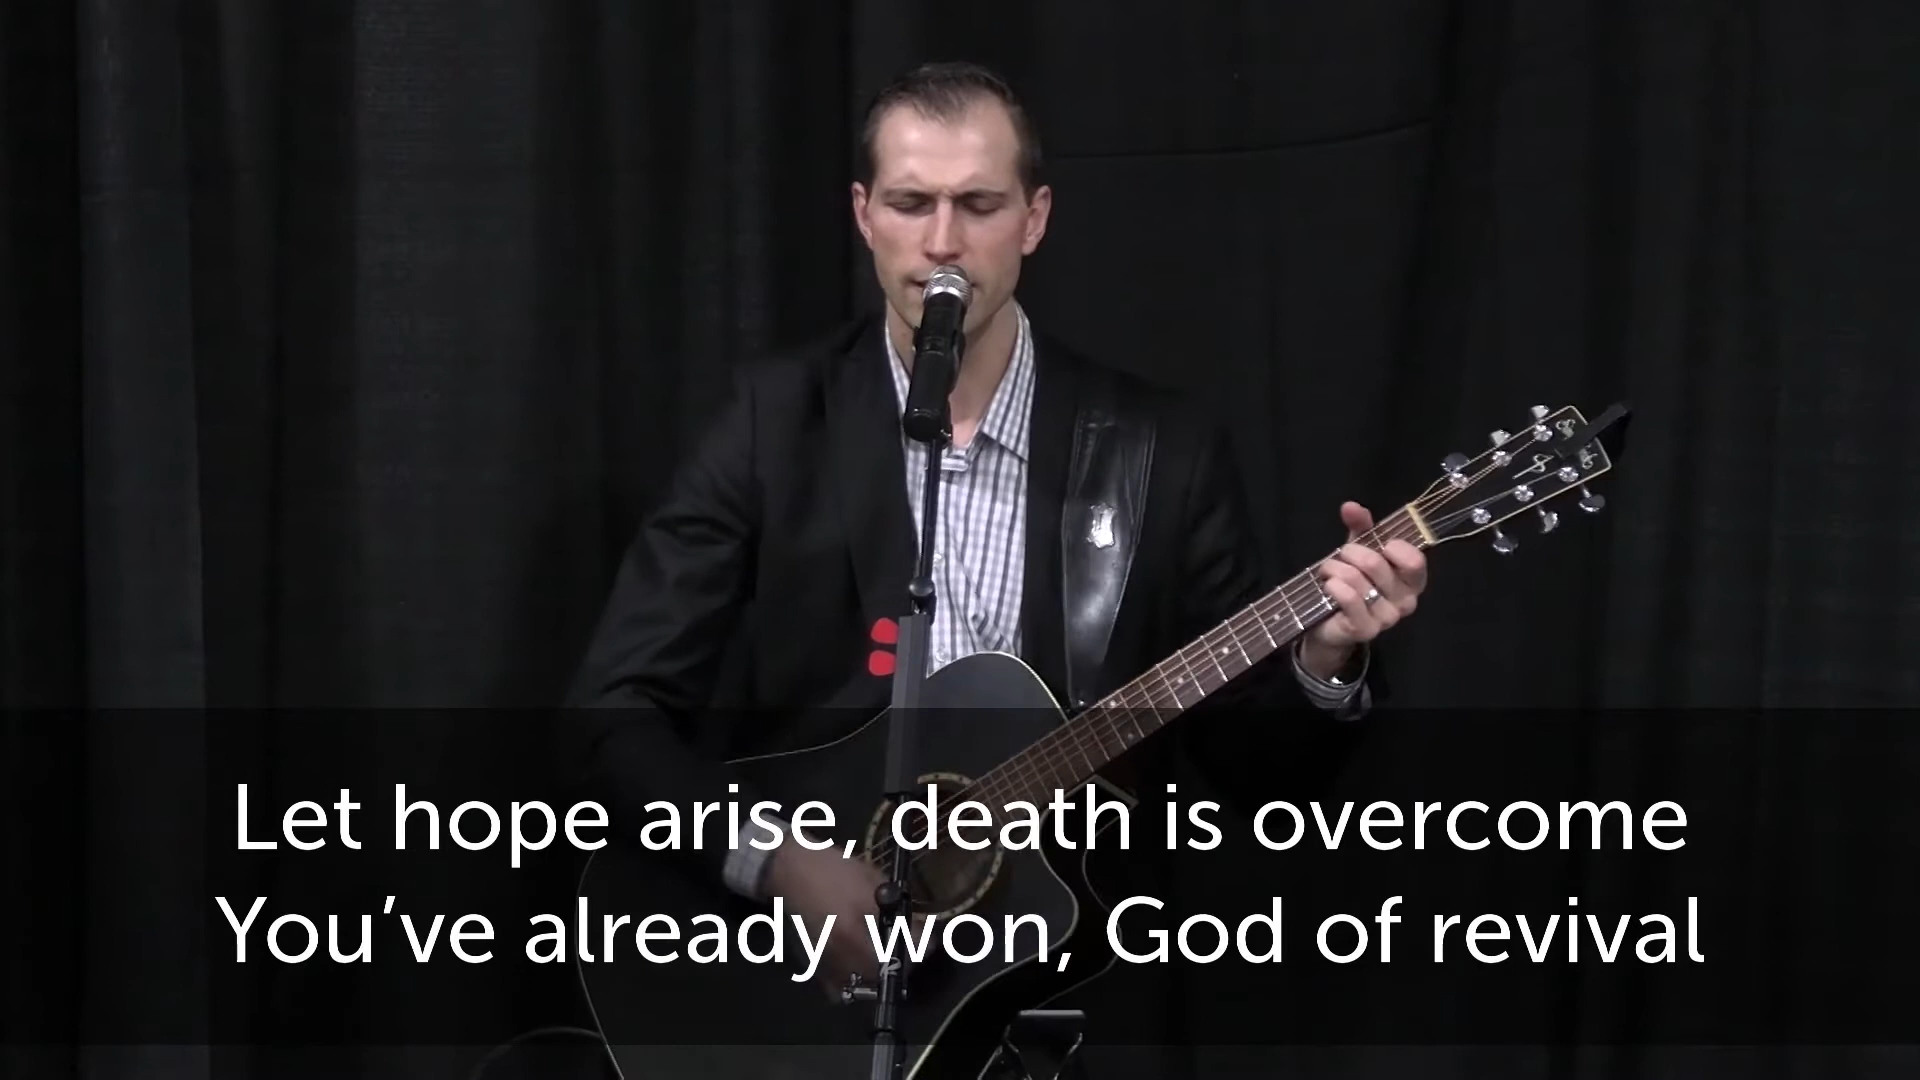 Let hope arise, death is overcome
You’ve already won, God of revival